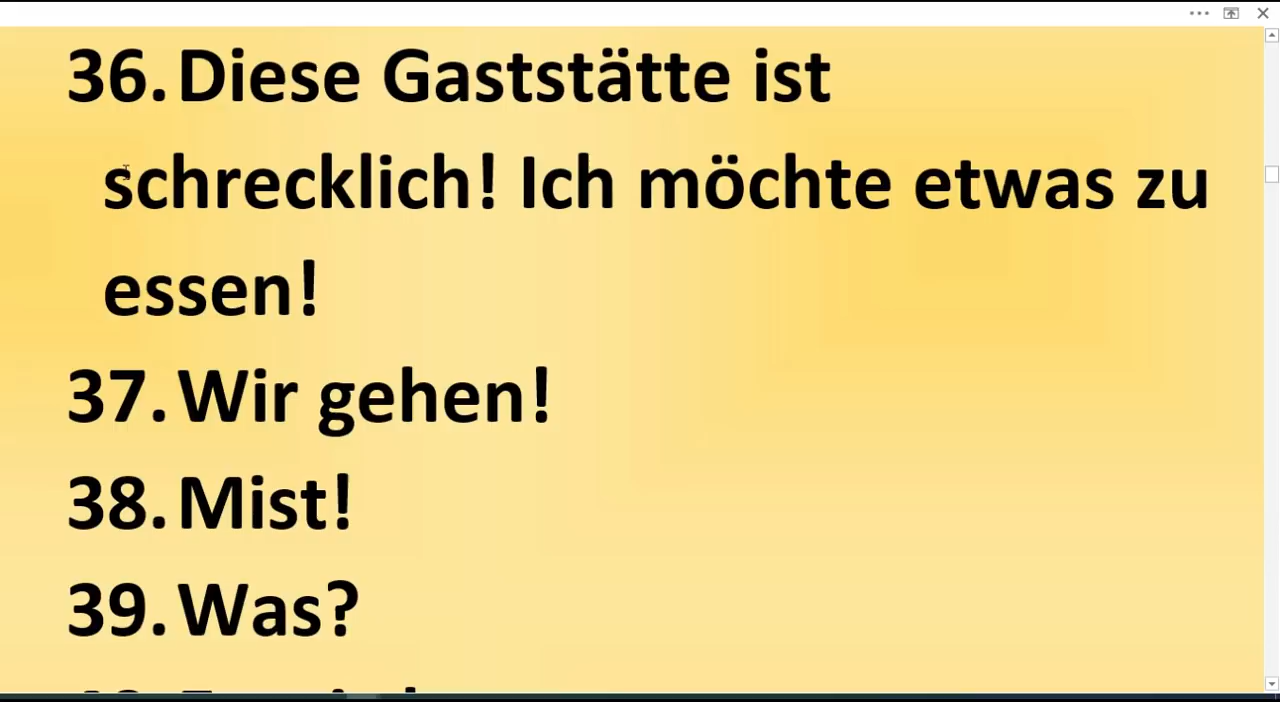 36. Diese Gaststätte ist
schrecklich! Ich möchte etwas zu
essen!
37. Wir gehen!
38. Mist!
39. Was?